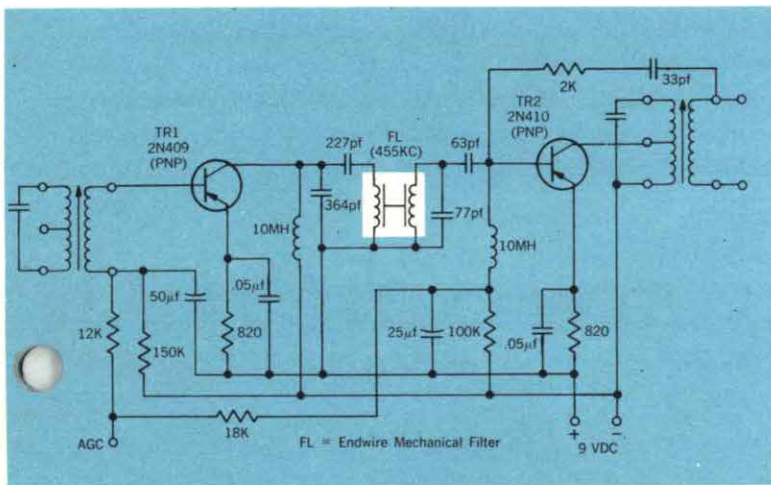 2K
33pf
TR1
2N409
(PNP)
227pf
FL
(455KC)
63pf
TR2
2N410
(PNP)
364pf
77pf
10MH
10MH
50μf
.05μf
820
12K
150K
25μf
100K
.05μf
820
18K
AGC
FL = Endwire Mechanical Filter
+ −
9 VDC